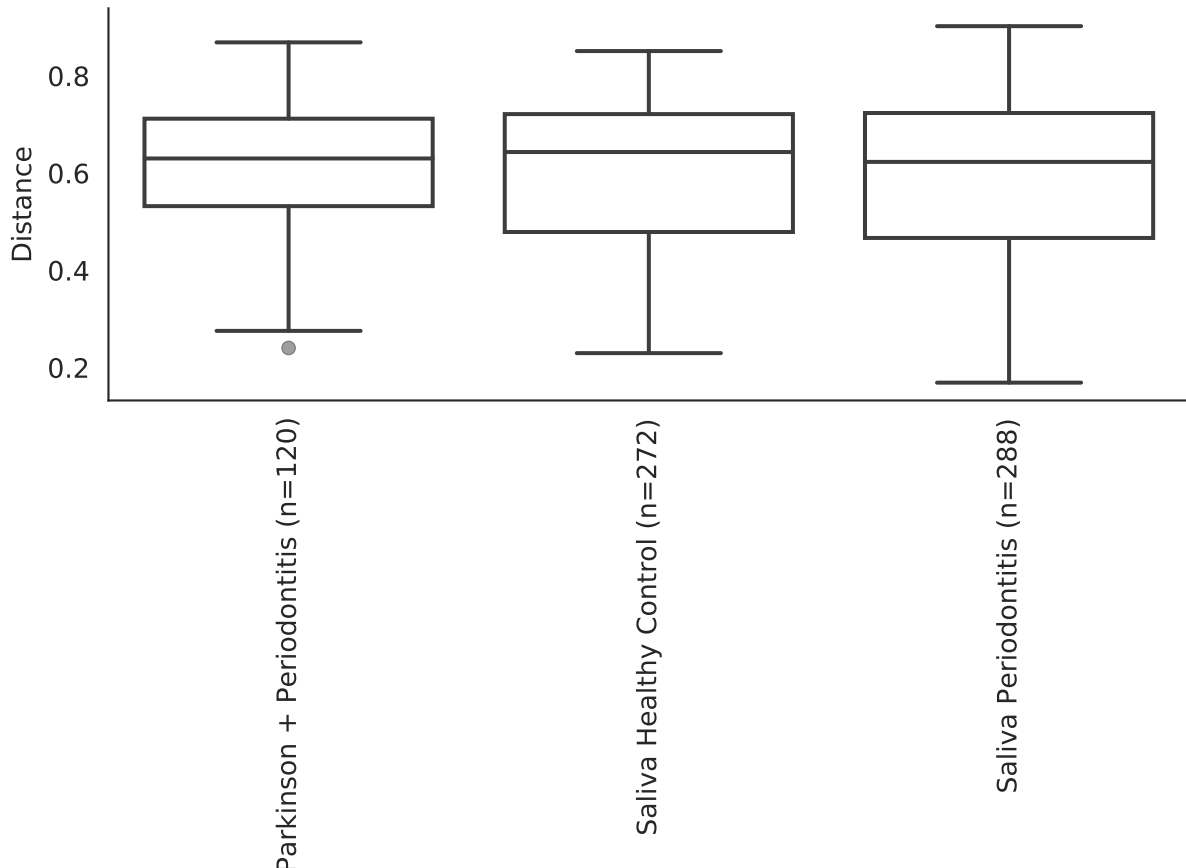 Distance
0.8
0.6
0.4
0.2
Parkinson + Periodontitis (n=120)
Saliva Healthy Control (n=272)
Saliva Periodontitis (n=288)